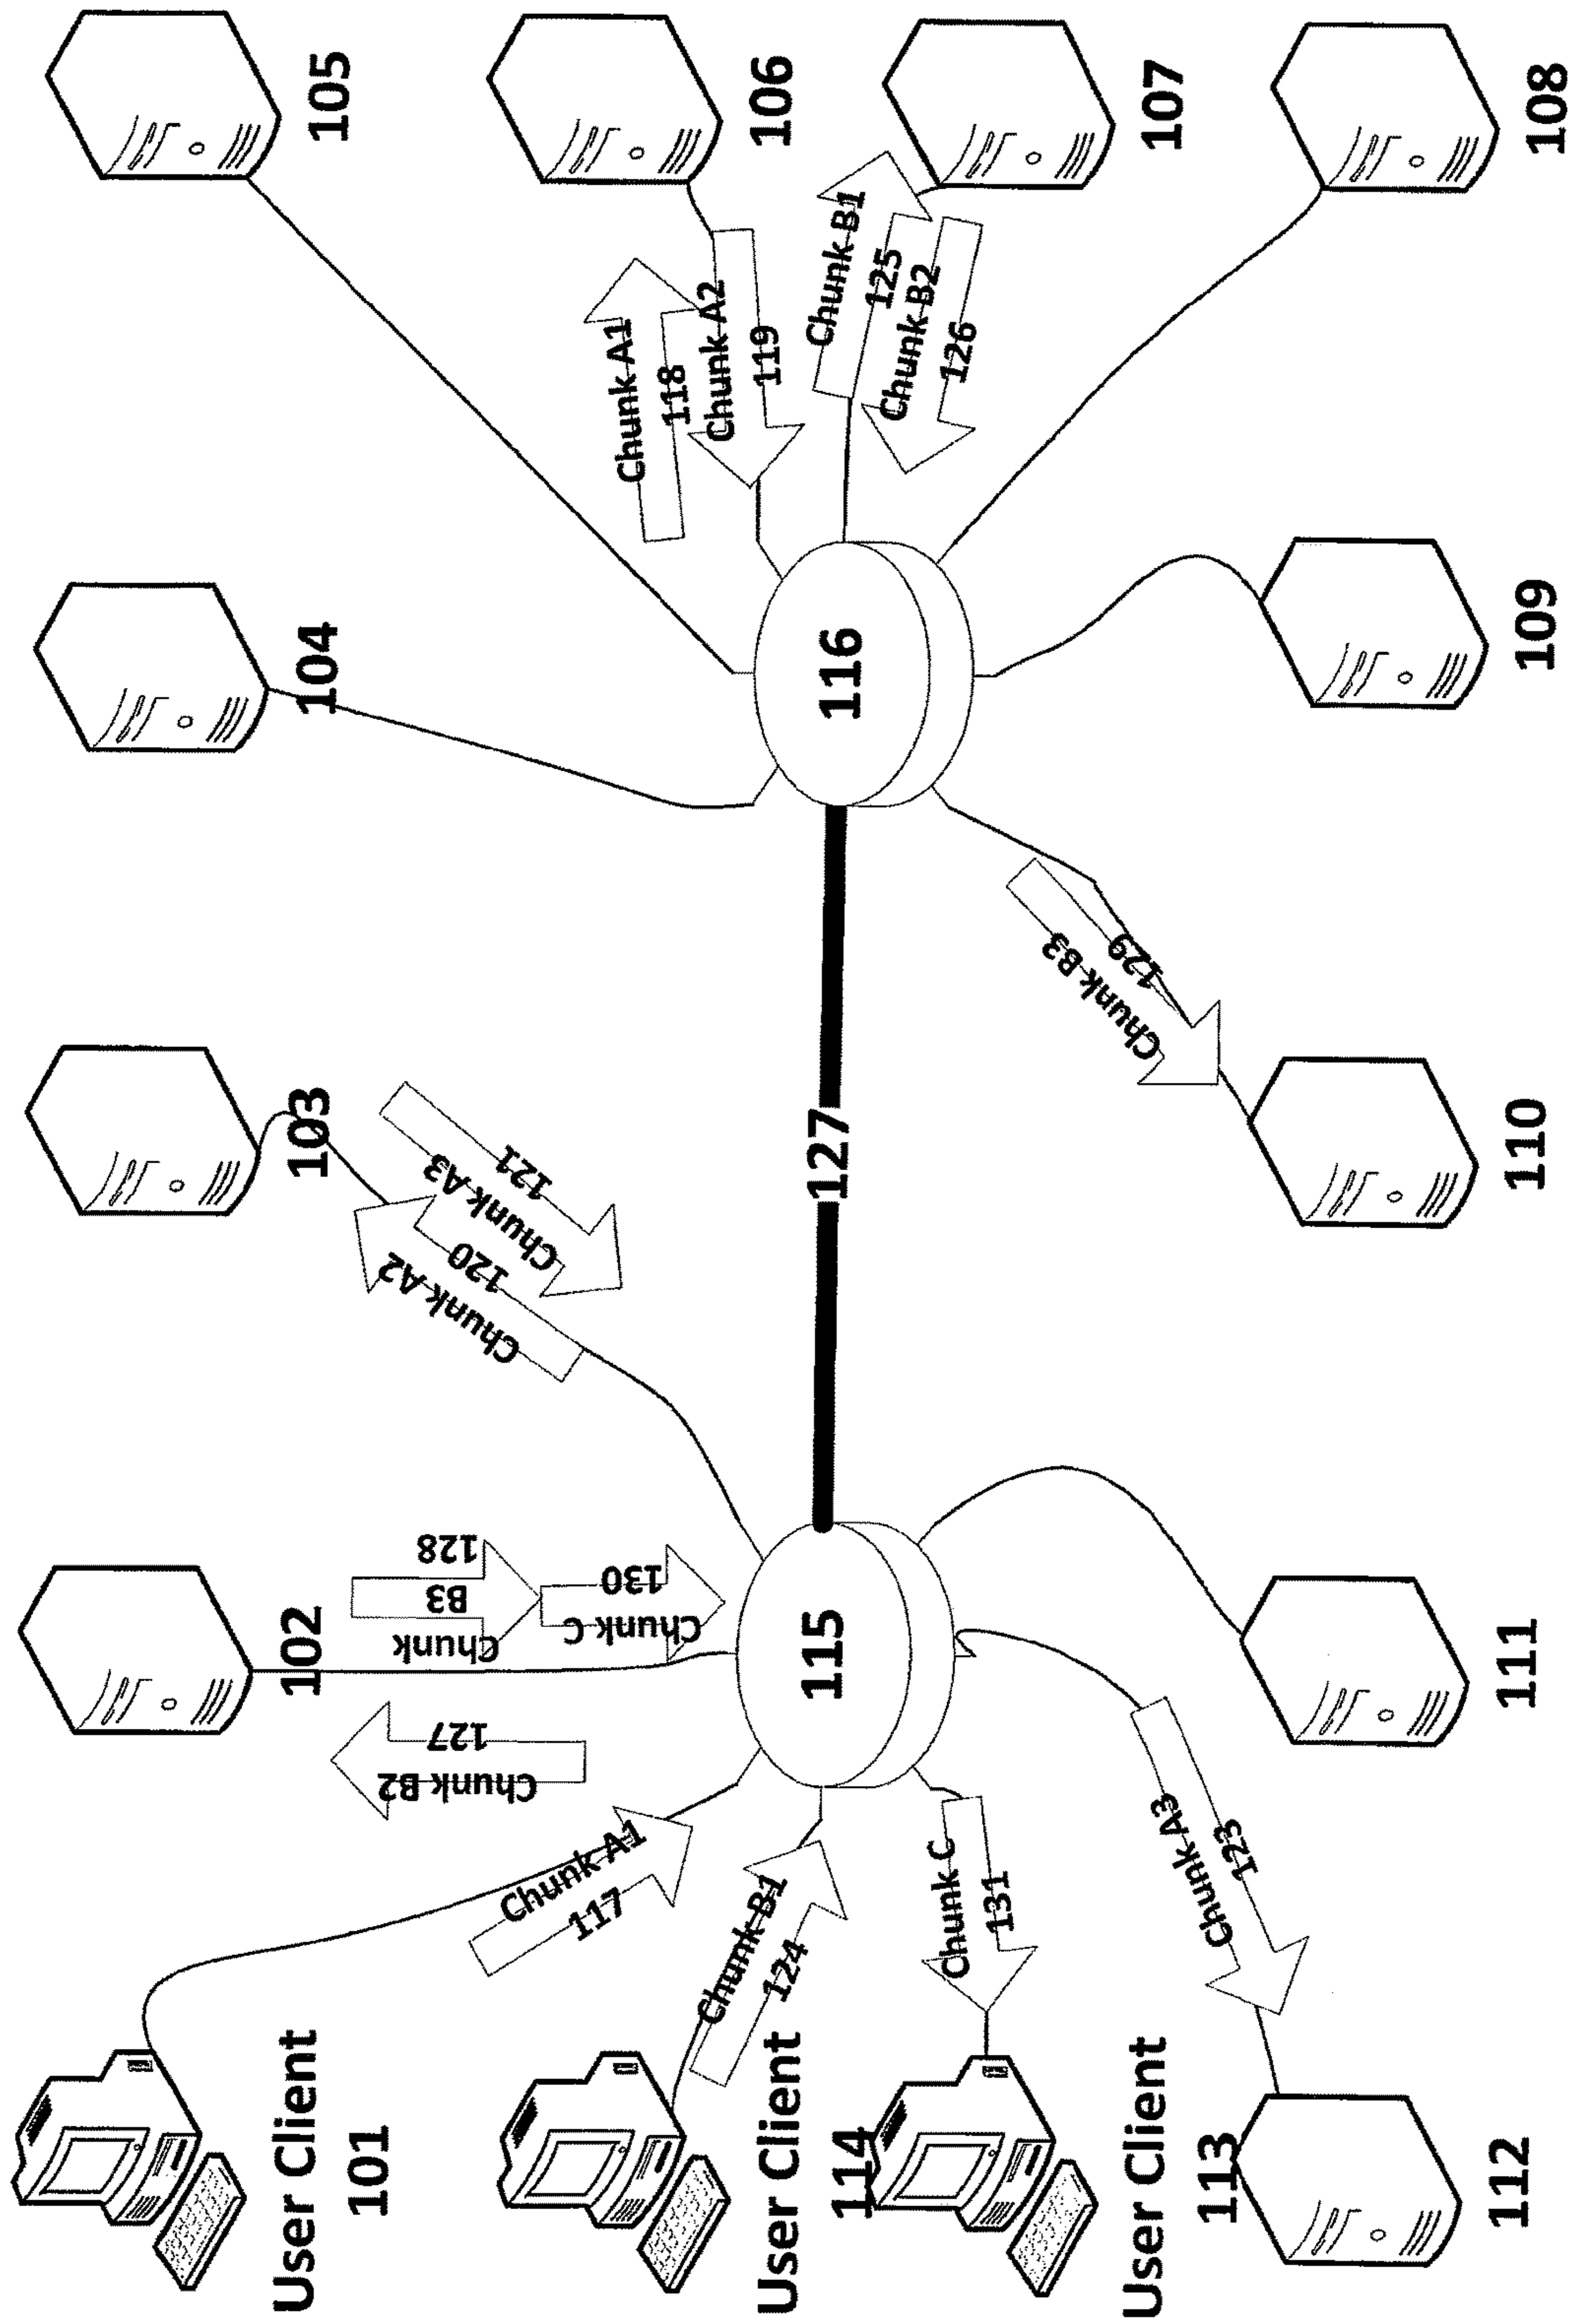 User Client
101
Chunk A1
117
User Client
114
Chunk B1
124
User Client
113
Chunk C
131
112
Chunk A3
123
102
Chunk B2
127
Chunk
B3
128
Chunk C
130
115
111
103
Chunk A2
120
Chunk A3
121
127
110
Chunk B3
129
104
116
109
105
Chunk A1
118
106
Chunk A2
119
Chunk B1
125
107
Chunk B2
126
108